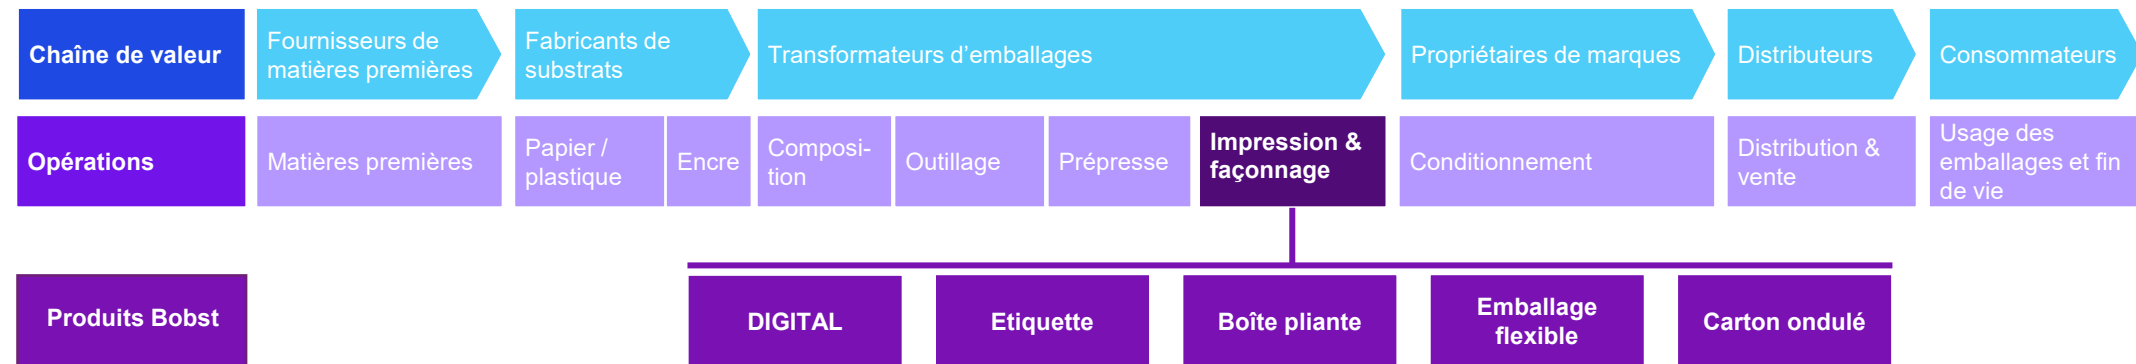 Chaîne de valeur
Fournisseurs de
matières premières
Fabricants de
substrats
Transformateurs d’emballages
Propriétaires de marques
Distributeurs
Consommateurs
Opérations
Matières premières
Papier /
plastique
Encre
Composi-
tion
Outillage
Prépresse
Impression &
façonnage
Conditionnement
Distribution &
vente
Usage des
emballages et fin
de vie
Produits Bobst
DIGITAL
Etiquette
Boîte pliante
Emballage
flexible
Carton ondulé